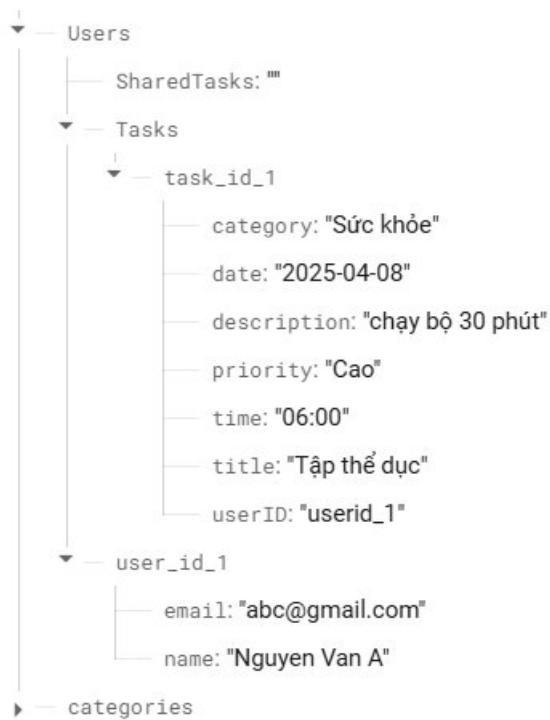 Users
SharedTasks: ""
Tasks
task_id_1
category: "Sức khỏe"
date: "2025-04-08"
description: "chạy bộ 30 phút"
priority: "Cao"
time: "06:00"
title: "Tập thể dục"
userID: "userid_1"
user_id_1
email: "abc@gmail.com"
name: "Nguyen Van A"
categories